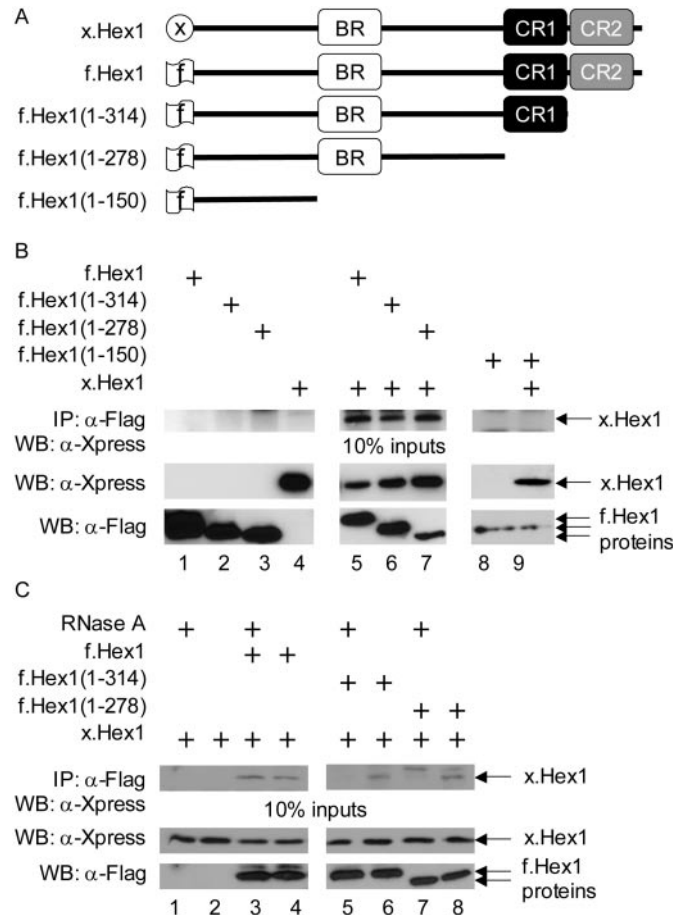 A
x.Hex1 x BR CR1 CR2
f.Hex1 f BR CR1 CR2
f.Hex1(1-314) f BR CR1
f.Hex1(1-278) f BR
f.Hex1(1-150) f
B
f.Hex1 + +
f.Hex1(1-314) + +
f.Hex1(1-278) + +
f.Hex1(1-150) + +
x.Hex1 + + + + +
IP: α-Flag x.Hex1
WB: α-Xpress 10% inputs
WB: α-Xpress x.Hex1
WB: α-Flag f.Hex1
proteins
1 2 3 4 5 6 7 8 9
C
RNase A + + + +
f.Hex1 + +
f.Hex1(1-314) + +
f.Hex1(1-278) + +
x.Hex1 + + + + + + + +
IP: α-Flag x.Hex1
WB: α-Xpress 10% inputs
WB: α-Xpress x.Hex1
WB: α-Flag f.Hex1
proteins
1 2 3 4 5 6 7 8